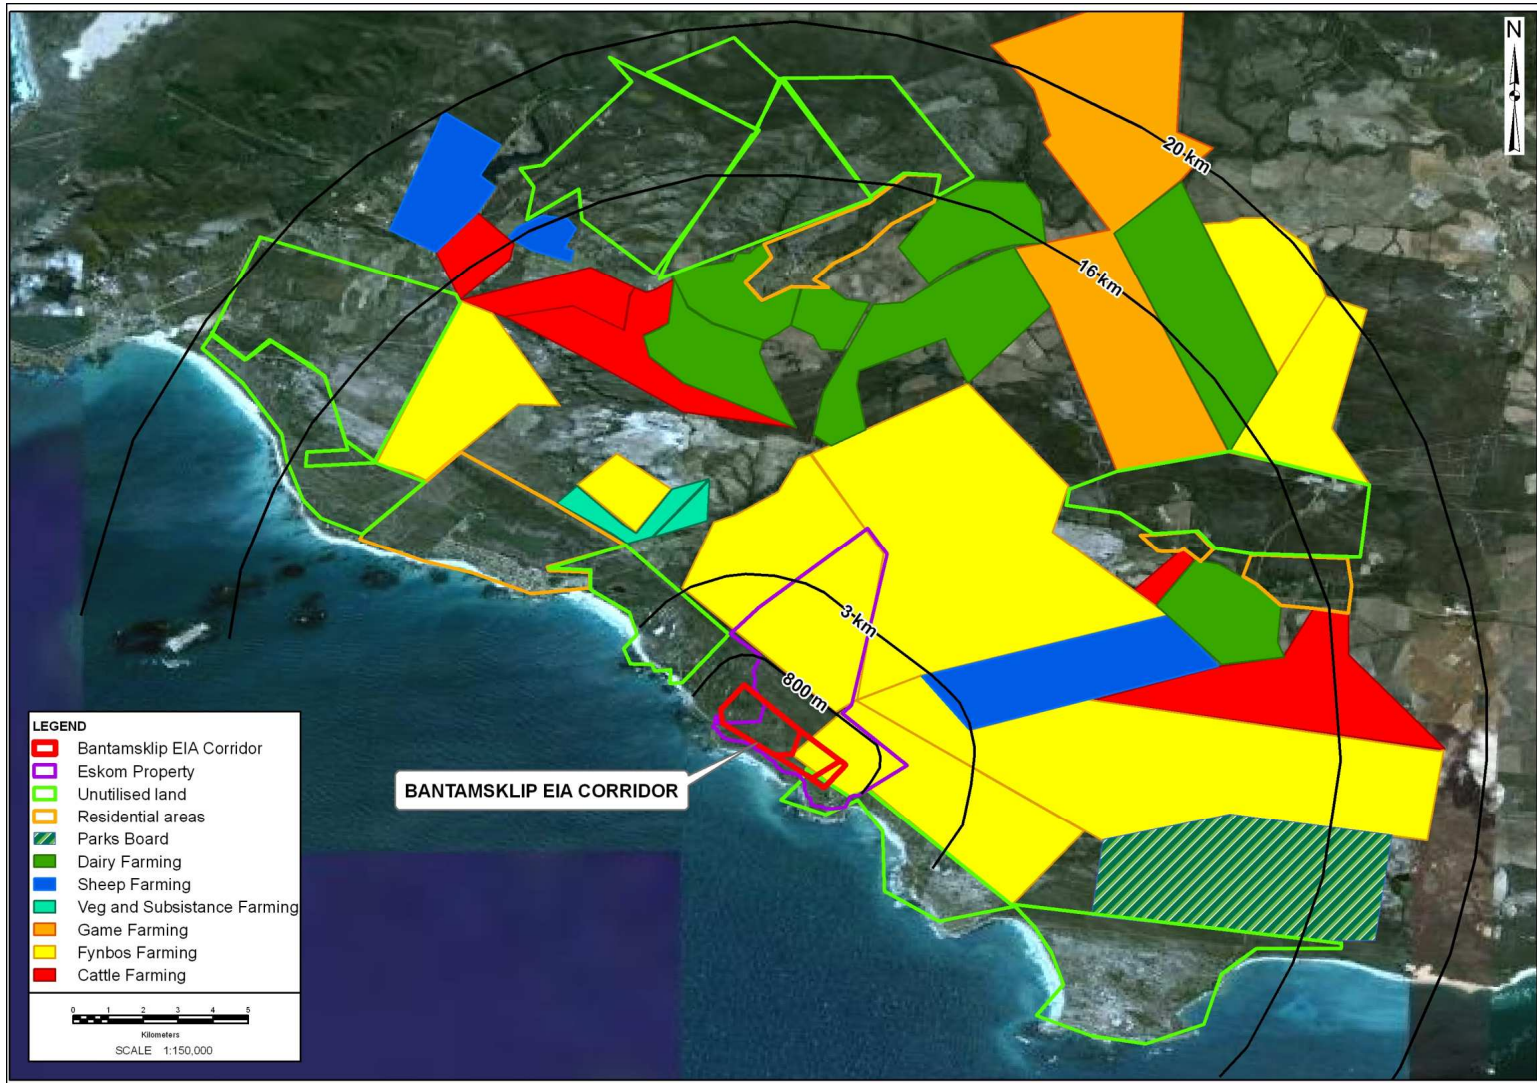 N
20 km
16 km
3 km
800 m
BANTAMSKLIP EIA CORRIDOR
LEGEND
Bantamsklip EIA Corridor
Eskom Property
Unutilised land
Residential areas
Parks Board
Dairy Farming
Sheep Farming
Veg and Subsistance Farming
Game Farming
Fynbos Farming
Cattle Farming
0 1 2 3 4 5
Kilometers
SCALE 1:150,000